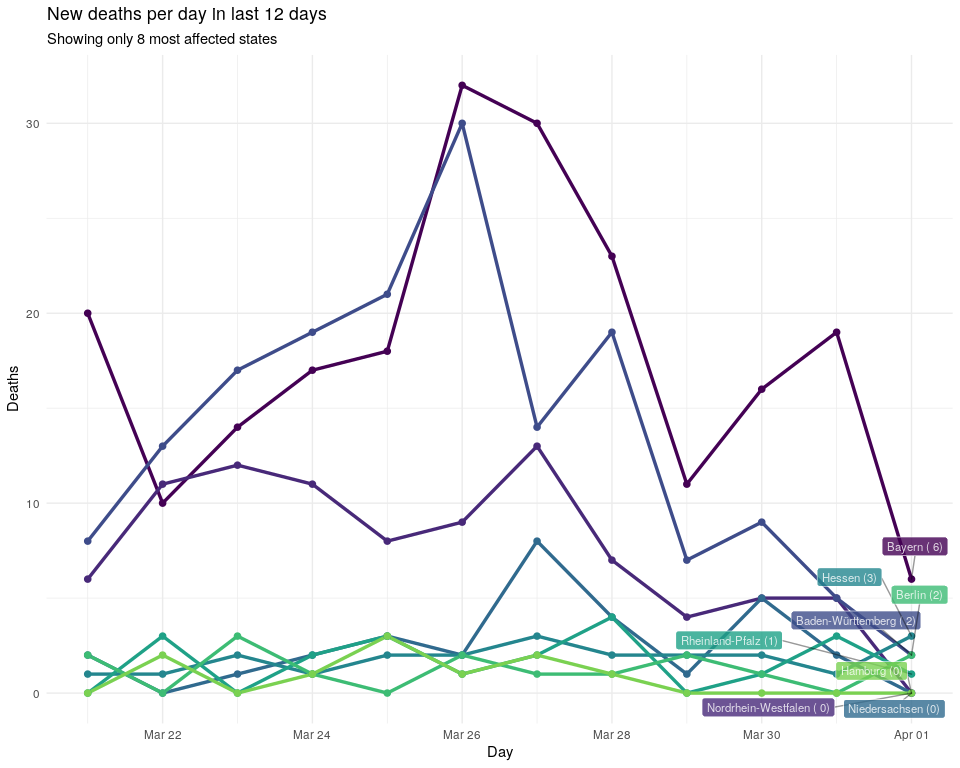 New deaths per day in last 12 days
Showing only 8 most affected states
Deaths
30
20
10
0
Bayern ( 6)
Hessen (3)
Berlin (2)
Baden-Württemberg ( 2)
Rheinland-Pfalz (1)
Hamburg (0)
Nordrhein-Westfalen ( 0)
Niedersachsen (0)
Mar 22
Mar 24
Mar 26
Mar 28
Mar 30
Apr 01
Day